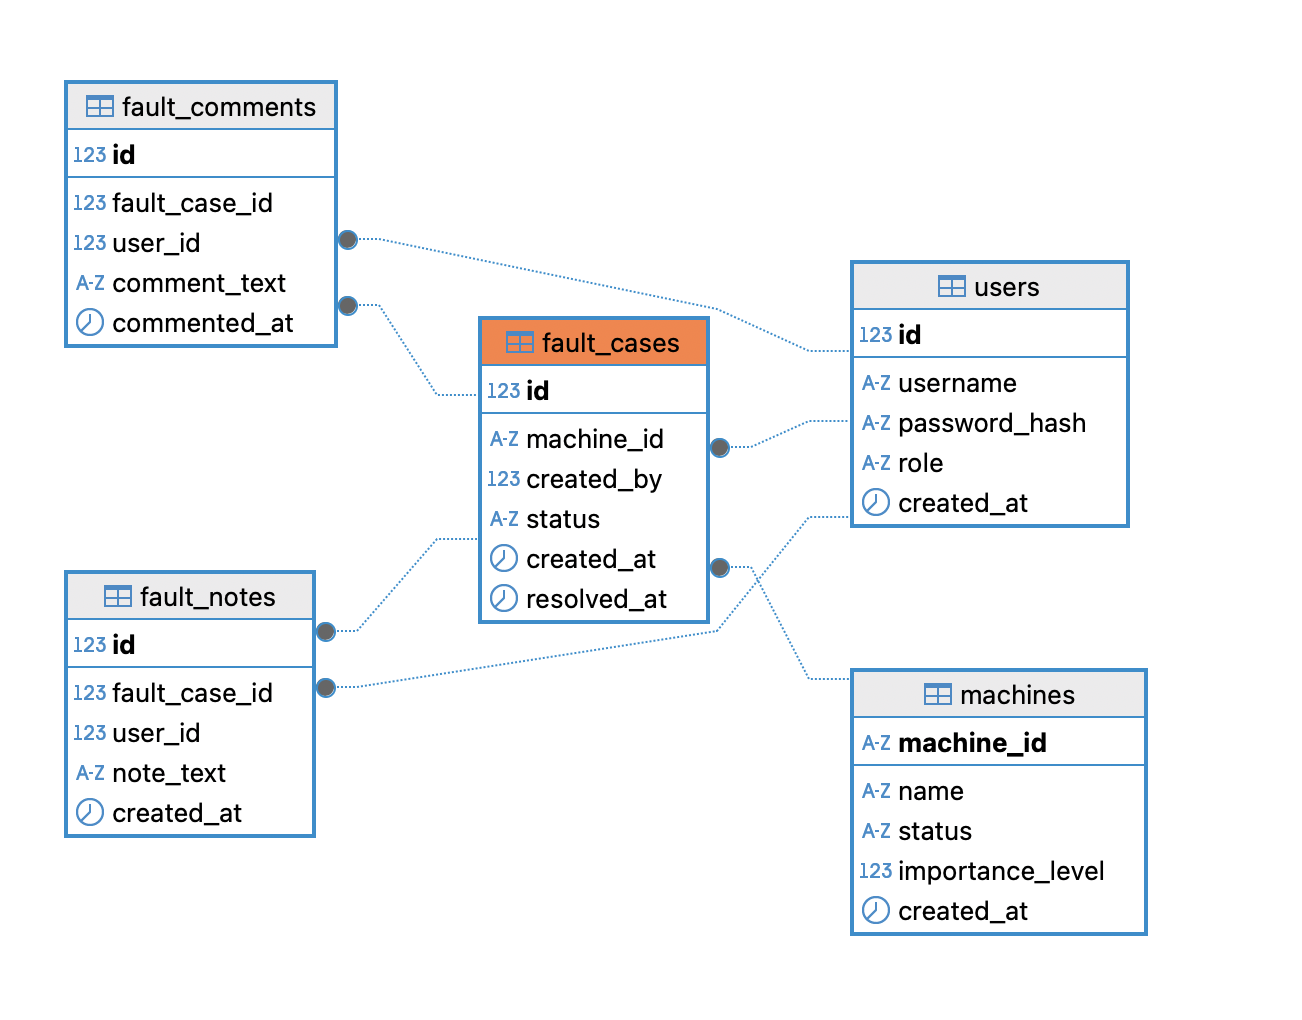 fault_comments
123 id
123 fault_case_id
123 user_id
A-Z comment_text
commented_at
fault_cases
123 id
A-Z machine_id
123 created_by
A-Z status
created_at
resolved_at
users
123 id
A-Z username
A-Z password_hash
A-Z role
created_at
fault_notes
123 id
123 fault_case_id
123 user_id
A-Z note_text
created_at
machines
A-Z machine_id
A-Z name
A-Z status
123 importance_level
created_at